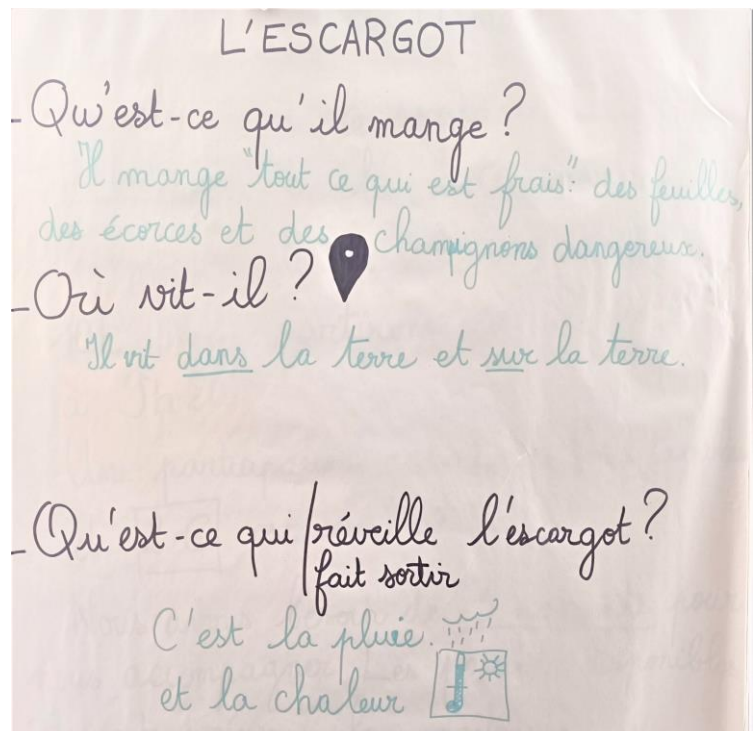 L'ESCARGOT
- Qu'est-ce qu'il mange ?
Il mange "tout ce qui est frais": des feuilles,
des écorces et des champignons dangereux.
- Où vit-il ?
Il vit dans la terre et sur la terre.
- Qu'est-ce qui réveille l'escargot ?
fait sortir
C'est la pluie.
et la chaleur